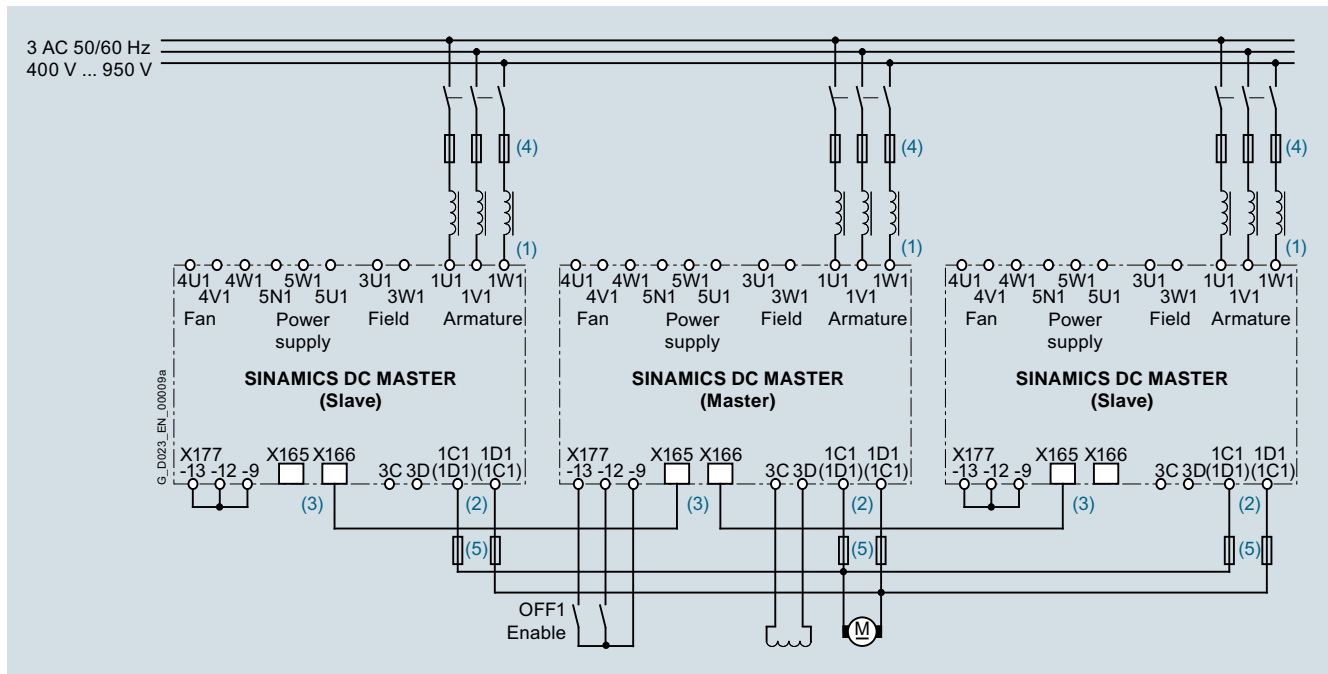 3 AC 50/60 Hz
400 V ... 950 V
(4) (4) (4)
(1) (1) (1)
4U1 4W1 5W1 3U1 1U1 1W1 4U1 4W1 5W1 3U1 1U1 1W1 4U1 4W1 5W1 3U1 1U1 1W1
4V1 5N1 5U1 3W1 1V1 4V1 5N1 5U1 3W1 1V1 4V1 5N1 5U1 3W1 1V1
Fan Power Field Armature Fan Power Field Armature Fan Power Field Armature
supply supply supply
SINAMICS DC MASTER SINAMICS DC MASTER SINAMICS DC MASTER
(Slave) (Master) (Slave)
G_D023_EN_00009a
1C1 1D1 1C1 1D1 1C1 1D1
X177 X165 X166 X177 X165 X166 X177 X165 X166
-13 -12 -9 3C 3D (1D1) (1C1) -13 -12 -9 3C 3D (1D1) (1C1) -13 -12 -9 3C 3D (1D1) (1C1)
(3) (2) (3) (2) (3) (2)
(5) (5) (5)
OFF1
Enable
M